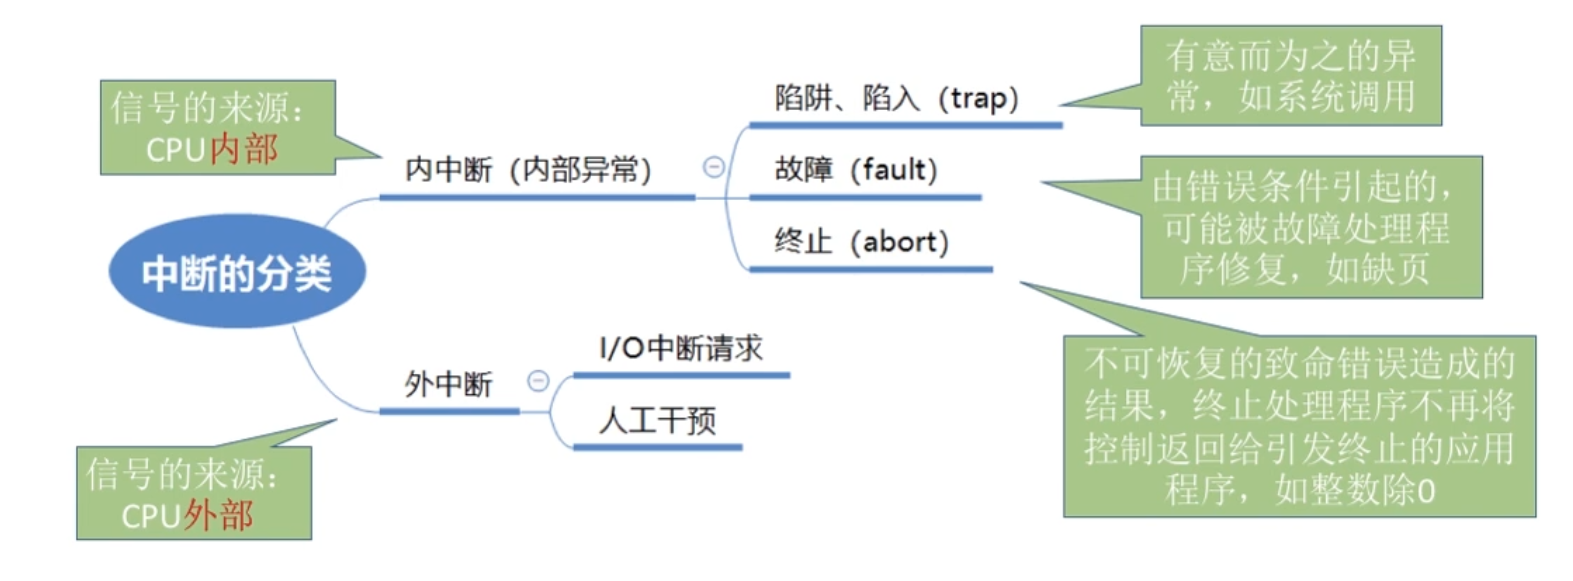 信号的来源：
CPU内部
中断的分类
内中断（内部异常）
陷阱、陷入（trap）
有意而为之的异
常，如系统调用
故障（fault）
由错误条件引起的，
可能被故障处理程
序修复，如缺页
终止（abort）
不可恢复的致命错误造成的
结果，终止处理程序不再将
控制返回给引发终止的应用
程序，如整数除0
信号的来源：
CPU外部
外中断
I/O中断请求
人工干预